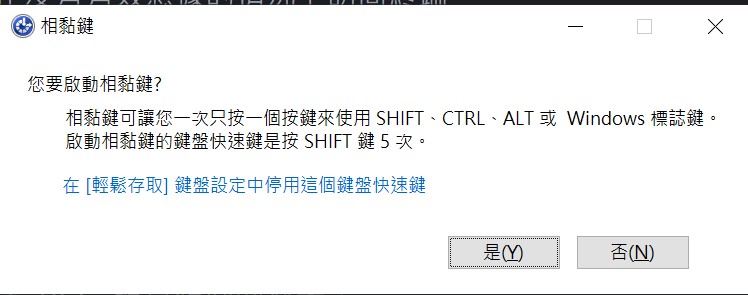 相黏鍵
您要啟動相黏鍵?
相黏鍵可讓您一次只按一個按鍵來使用 SHIFT、CTRL、ALT 或 Windows 標誌鍵。
啟動相黏鍵的鍵盤快速鍵是按 SHIFT 鍵 5 次。
在 [輕鬆存取] 鍵盤設定中停用這個鍵盤快速鍵
是(Y)
否(N)